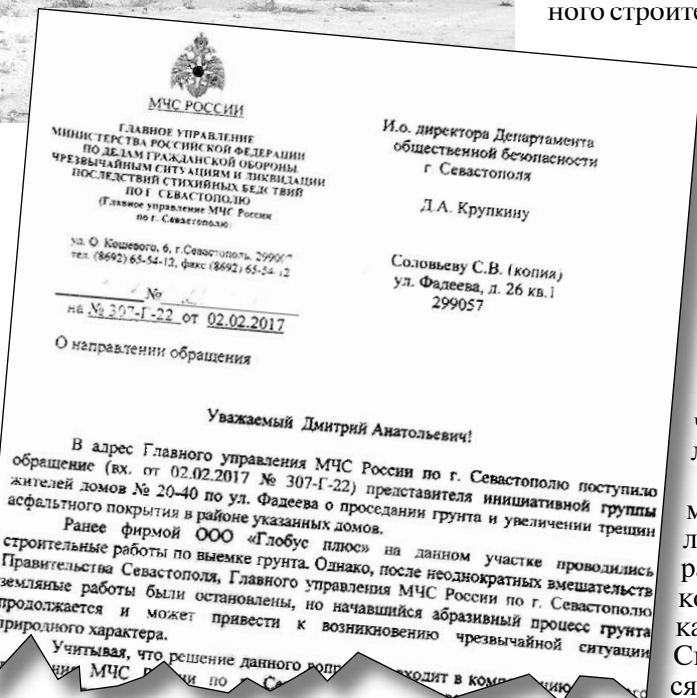 ного строите
МЧС РОССИИ
ГЛАВНОЕ УПРАВЛЕНИЕ
МИНИСТЕРСТВА РОССИЙСКОЙ ФЕДЕРАЦИИ
ПО ДЕЛАМ ГРАЖДАНСКОЙ ОБОРОНЫ
ЧРЕЗВЫЧАЙНЫМ СИТУАЦИЯМ И ЛИКВИДАЦИИ
ПОСЛЕДСТВИЙ СТИХИЙНЫХ БЕДСТВИЙ
ПО Г. СЕВАСТОПОЛЮ
(Главное управление МЧС России
по г. Севастополю)
ул. О. Кошевого, 6, г.Севастополь,
тел. (8692) 65-54-12, факс (8692) 65-54-12
№
на № 307-Г-22 от 02.02.2017
О направлении обращения
И.о. директора Департамента
общественной безопасности
г. Севастополя
Д.А. Крупкину
Соловьеву С.В. (копия)
ул. Фадеева, д. 26 кв.1
299057
Уважаемый Дмитрий Анатольевич!
В адрес Главного управления МЧС России по г. Севастополю поступило
обращение (вх. от 02.02.2017 № 307-Г-22) представителя инициативной группы
жителей домов № 20-40 по ул. Фадеева о проседании грунта и увеличении трещин
асфальтного покрытия в районе указанных домов.
Ранее фирмой ООО «Глобус плюс» на данном участке проводились
строительные работы по выемке грунта. Однако, после неоднократных вмешательств
Правительства Севастополя, Главного управления МЧС России по г. Севастополю
земляные работы были остановлены, но начавшийся абразивный процесс грунта
продолжается и может привести к возникновению чрезвычайной ситуации
природного характера.
Учитывая, что решение данного входит в
МЧС по
м
л
ра
ко
ка
Сн
ся